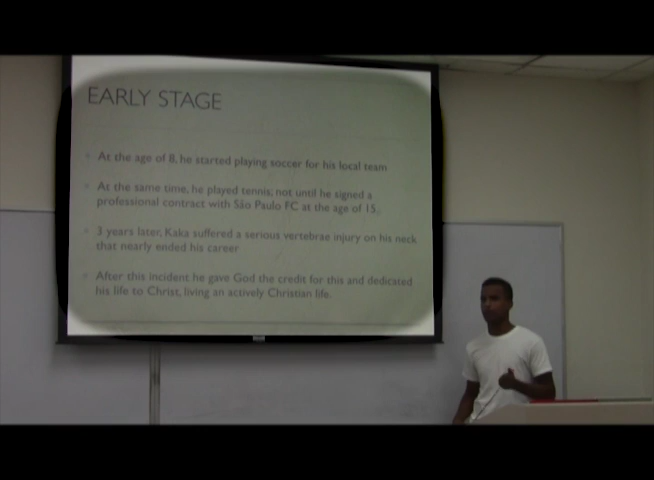 EARLY STAGE
At the age of 8, he started playing soccer for his local team
At the same time, he played tennis; not until he signed a
professional contract with São Paulo FC at the age of 15.
3 years later, Kaka suffered a serious vertebrae injury on his neck
that nearly ended his career
After this incident he gave God the credit for this and dedicated
his life to Christ, living an actively Christian life.